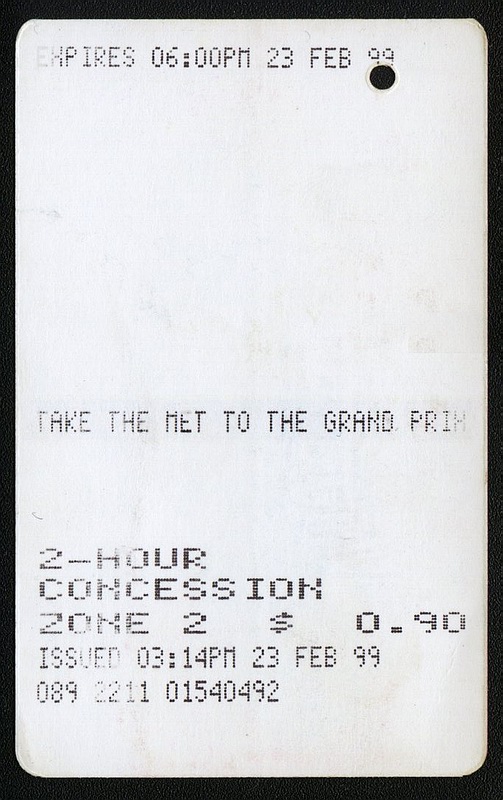 EXPIRES 06:00PM 23 FEB 99
TAKE THE MET TO THE GRAND PRIX
2-HOUR
CONCESSION
ZONE 2 $ 0.90
ISSUED 03:14PM 23 FEB 99
089 2211 01540492